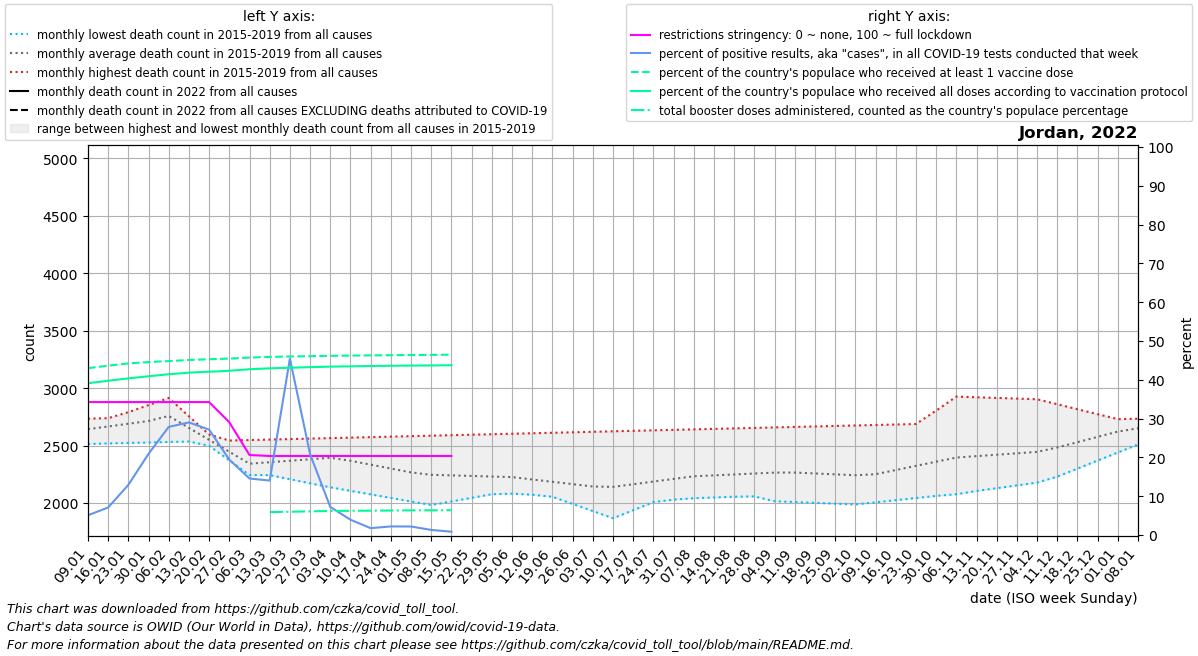 left Y axis:
monthly lowest death count in 2015-2019 from all causes
monthly average death count in 2015-2019 from all causes
monthly highest death count in 2015-2019 from all causes
monthly death count in 2022 from all causes
monthly death count in 2022 from all causes EXCLUDING deaths attributed to COVID-19
range between highest and lowest monthly death count from all causes in 2015-2019
right Y axis:
restrictions stringency: 0 ~ none, 100 ~ full lockdown
percent of positive results, aka "cases", in all COVID-19 tests conducted that week
percent of the country's populace who received at least 1 vaccine dose
percent of the country's populace who received all doses according to vaccination protocol
total booster doses administered, counted as the country's populace percentage
Jordan, 2022
count
5000
4500
4000
3500
3000
2500
2000
percent
100
90
80
70
60
50
40
30
20
10
0
09.01 16.01 23.01 30.01 06.02 13.02 20.02 27.02 06.03 13.03 20.03 27.03 03.04 10.04 17.04 24.04 01.05 08.05 15.05 22.05 29.05 05.06 12.06 19.06 26.06 03.07 10.07 17.07 24.07 31.07 07.08 14.08 21.08 28.08 04.09 11.09 18.09 25.09 02.10 09.10 16.10 23.10 30.10 06.11 13.11 20.11 27.11 04.12 11.12 18.12 25.12 01.01 08.01
date (ISO week Sunday)
This chart was downloaded from https://github.com/czka/covid_toll_tool.
Chart's data source is OWID (Our World in Data), https://github.com/owid/covid-19-data.
For more information about the data presented on this chart please see https://github.com/czka/covid_toll_tool/blob/main/README.md.